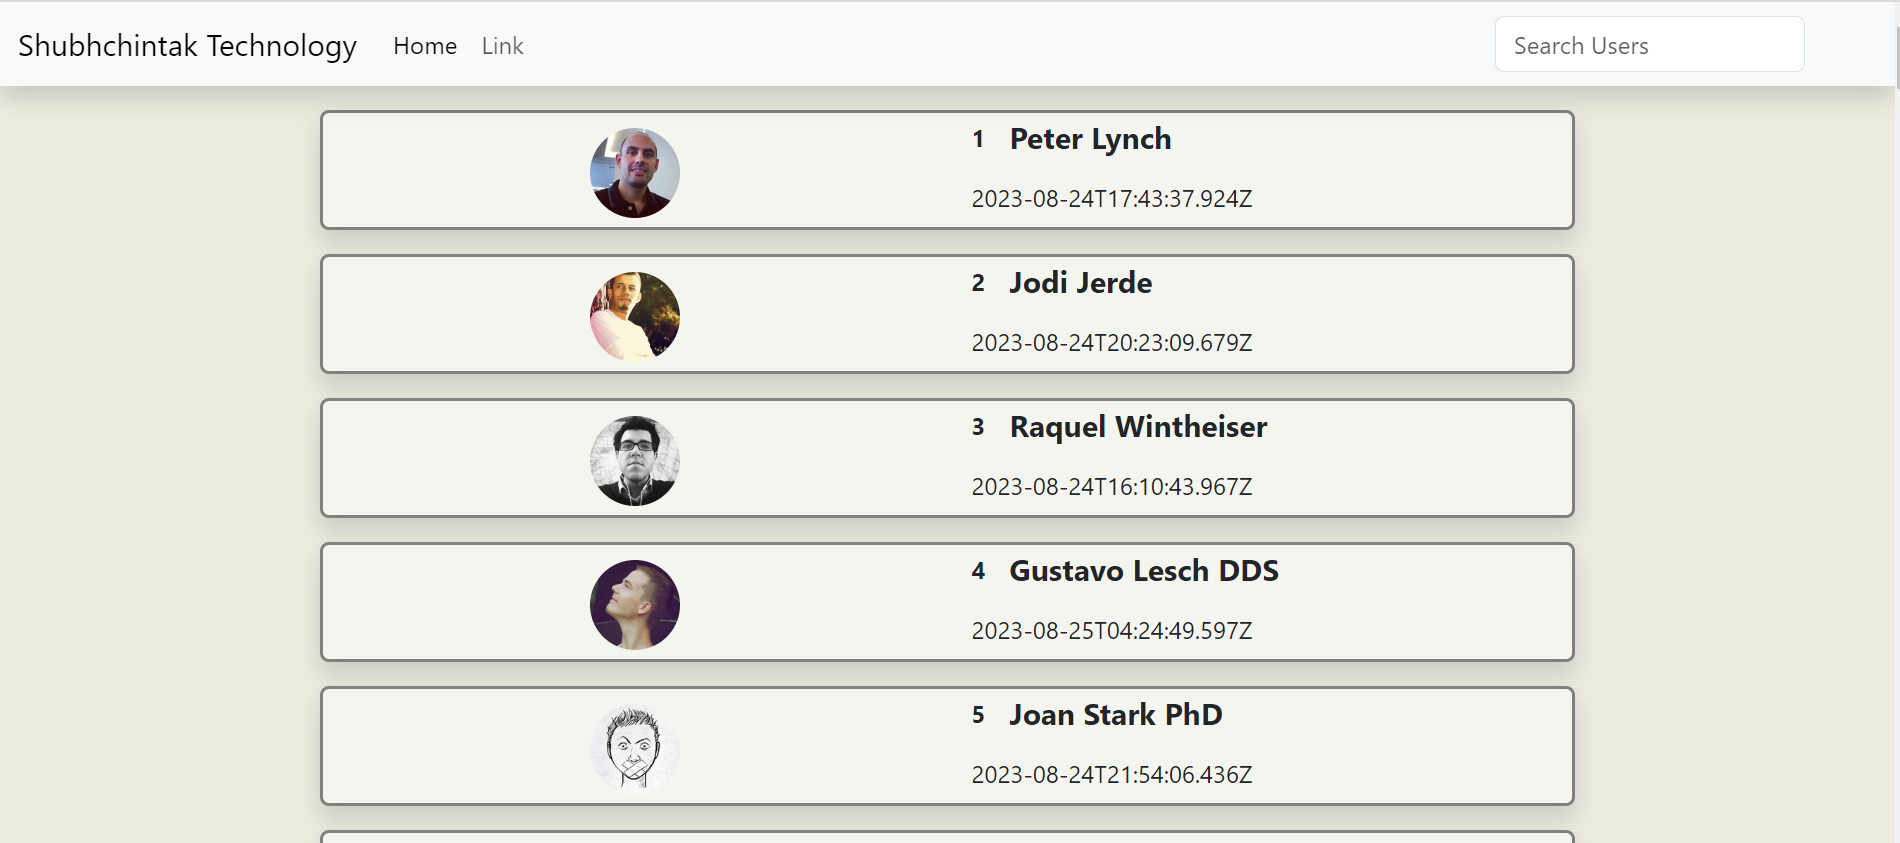 Shubhchintak Technology Home Link Search Users
1 Peter Lynch
2023-08-24T17:43:37.924Z
2 Jodi Jerde
2023-08-24T20:23:09.679Z
3 Raquel Wintheiser
2023-08-24T16:10:43.967Z
4 Gustavo Lesch DDS
2023-08-25T04:24:49.597Z
5 Joan Stark PhD
2023-08-24T21:54:06.436Z